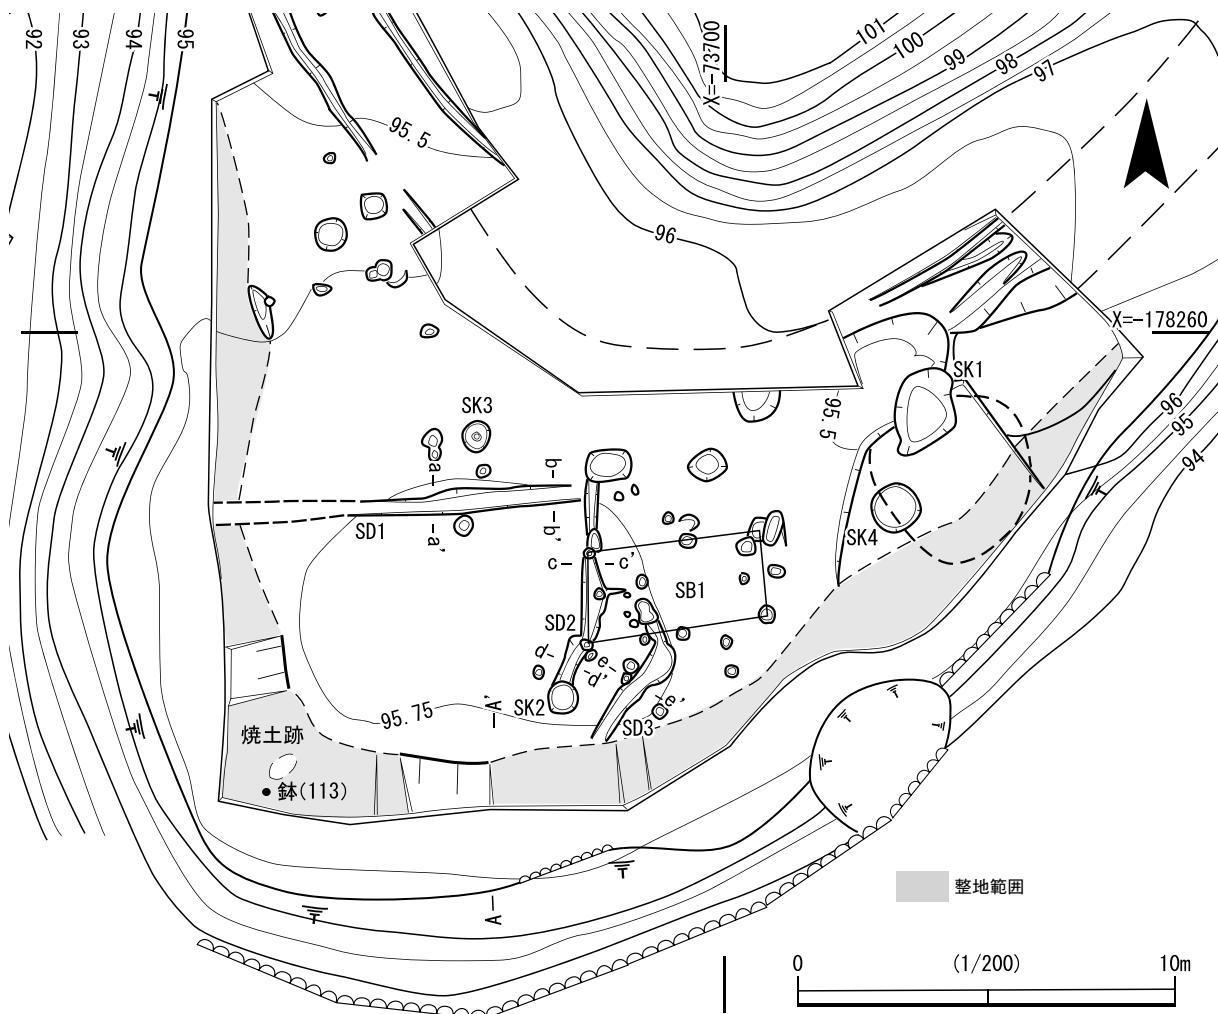 92
93
94
95
X=-73700
101
100
99
98
97
95.5
96
X=-178260
SK1
SK3
95.5
96
95
94
a
b
SD1
a'
b'
SK4
c
c'
SB1
SD2
d
e
d'
A'
SK2
95.75
e'
SD3
焼土跡
鉢(113)
A
整地範囲
0
(1/200)
10m